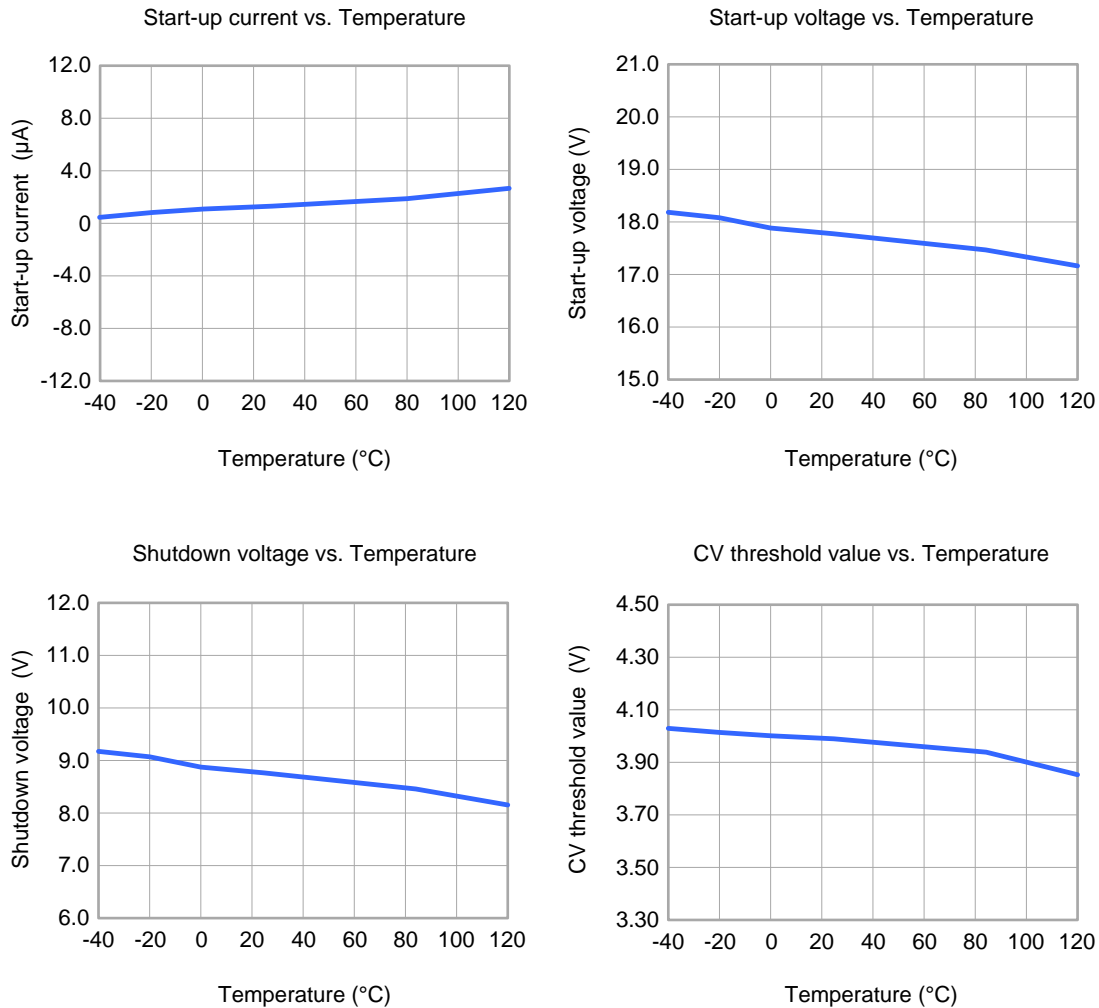 Start-up current vs. Temperature
12.0
8.0
4.0
0
-4.0
-8.0
-12.0
Start-up current (µA)
-40 -20 0 20 40 60 80 100 120
Temperature (°C)
Start-up voltage vs. Temperature
21.0
20.0
19.0
18.0
17.0
16.0
15.0
Start-up voltage (V)
-40 -20 0 20 40 60 80 100 120
Temperature (°C)
Shutdown voltage vs. Temperature
12.0
11.0
10.0
9.0
8.0
7.0
6.0
Shutdown voltage (V)
-40 -20 0 20 40 60 80 100 120
Temperature (°C)
CV threshold value vs. Temperature
4.50
4.30
4.10
3.90
3.70
3.50
3.30
CV threshold value (V)
-40 -20 0 20 40 60 80 100 120
Temperature (°C)